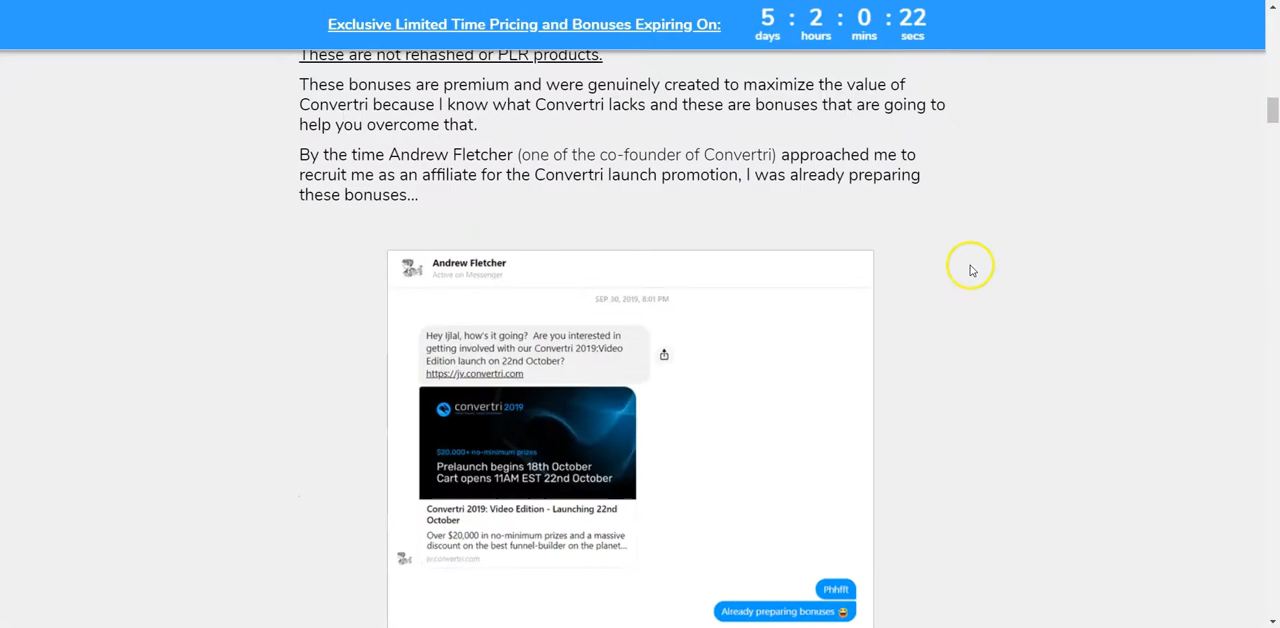 Exclusive Limited Time Pricing and Bonuses Expiring On:
5 : 2 : 0 : 22
days hours mins secs
These are not rehashed or PLR products.
These bonuses are premium and were genuinely created to maximize the value of
Convertri because I know what Convertri lacks and these are bonuses that are going to
help you overcome that.
By the time Andrew Fletcher (one of the co-founder of Convertri) approached me to
recruit me as an affiliate for the Convertri launch promotion, I was already preparing
these bonuses...
Andrew Fletcher
Active on Messenger
SEP 30, 2019, 8:01 PM
Hey Ijlal, how's it going? Are you interested in
getting involved with our Convertri 2019:Video
Edition launch on 22nd October?
https://jv.convertri.com
convertri 2019
$20,000+ no-minimum prizes
Prelaunch begins 18th October
Cart opens 11AM EST 22nd October
Convertri 2019: Video Edition - Launching 22nd
October
Over $20,000 in no-minimum prizes and a massive
discount on the best funnel-builder on the planet...
Phhfft
Already preparing bonuses